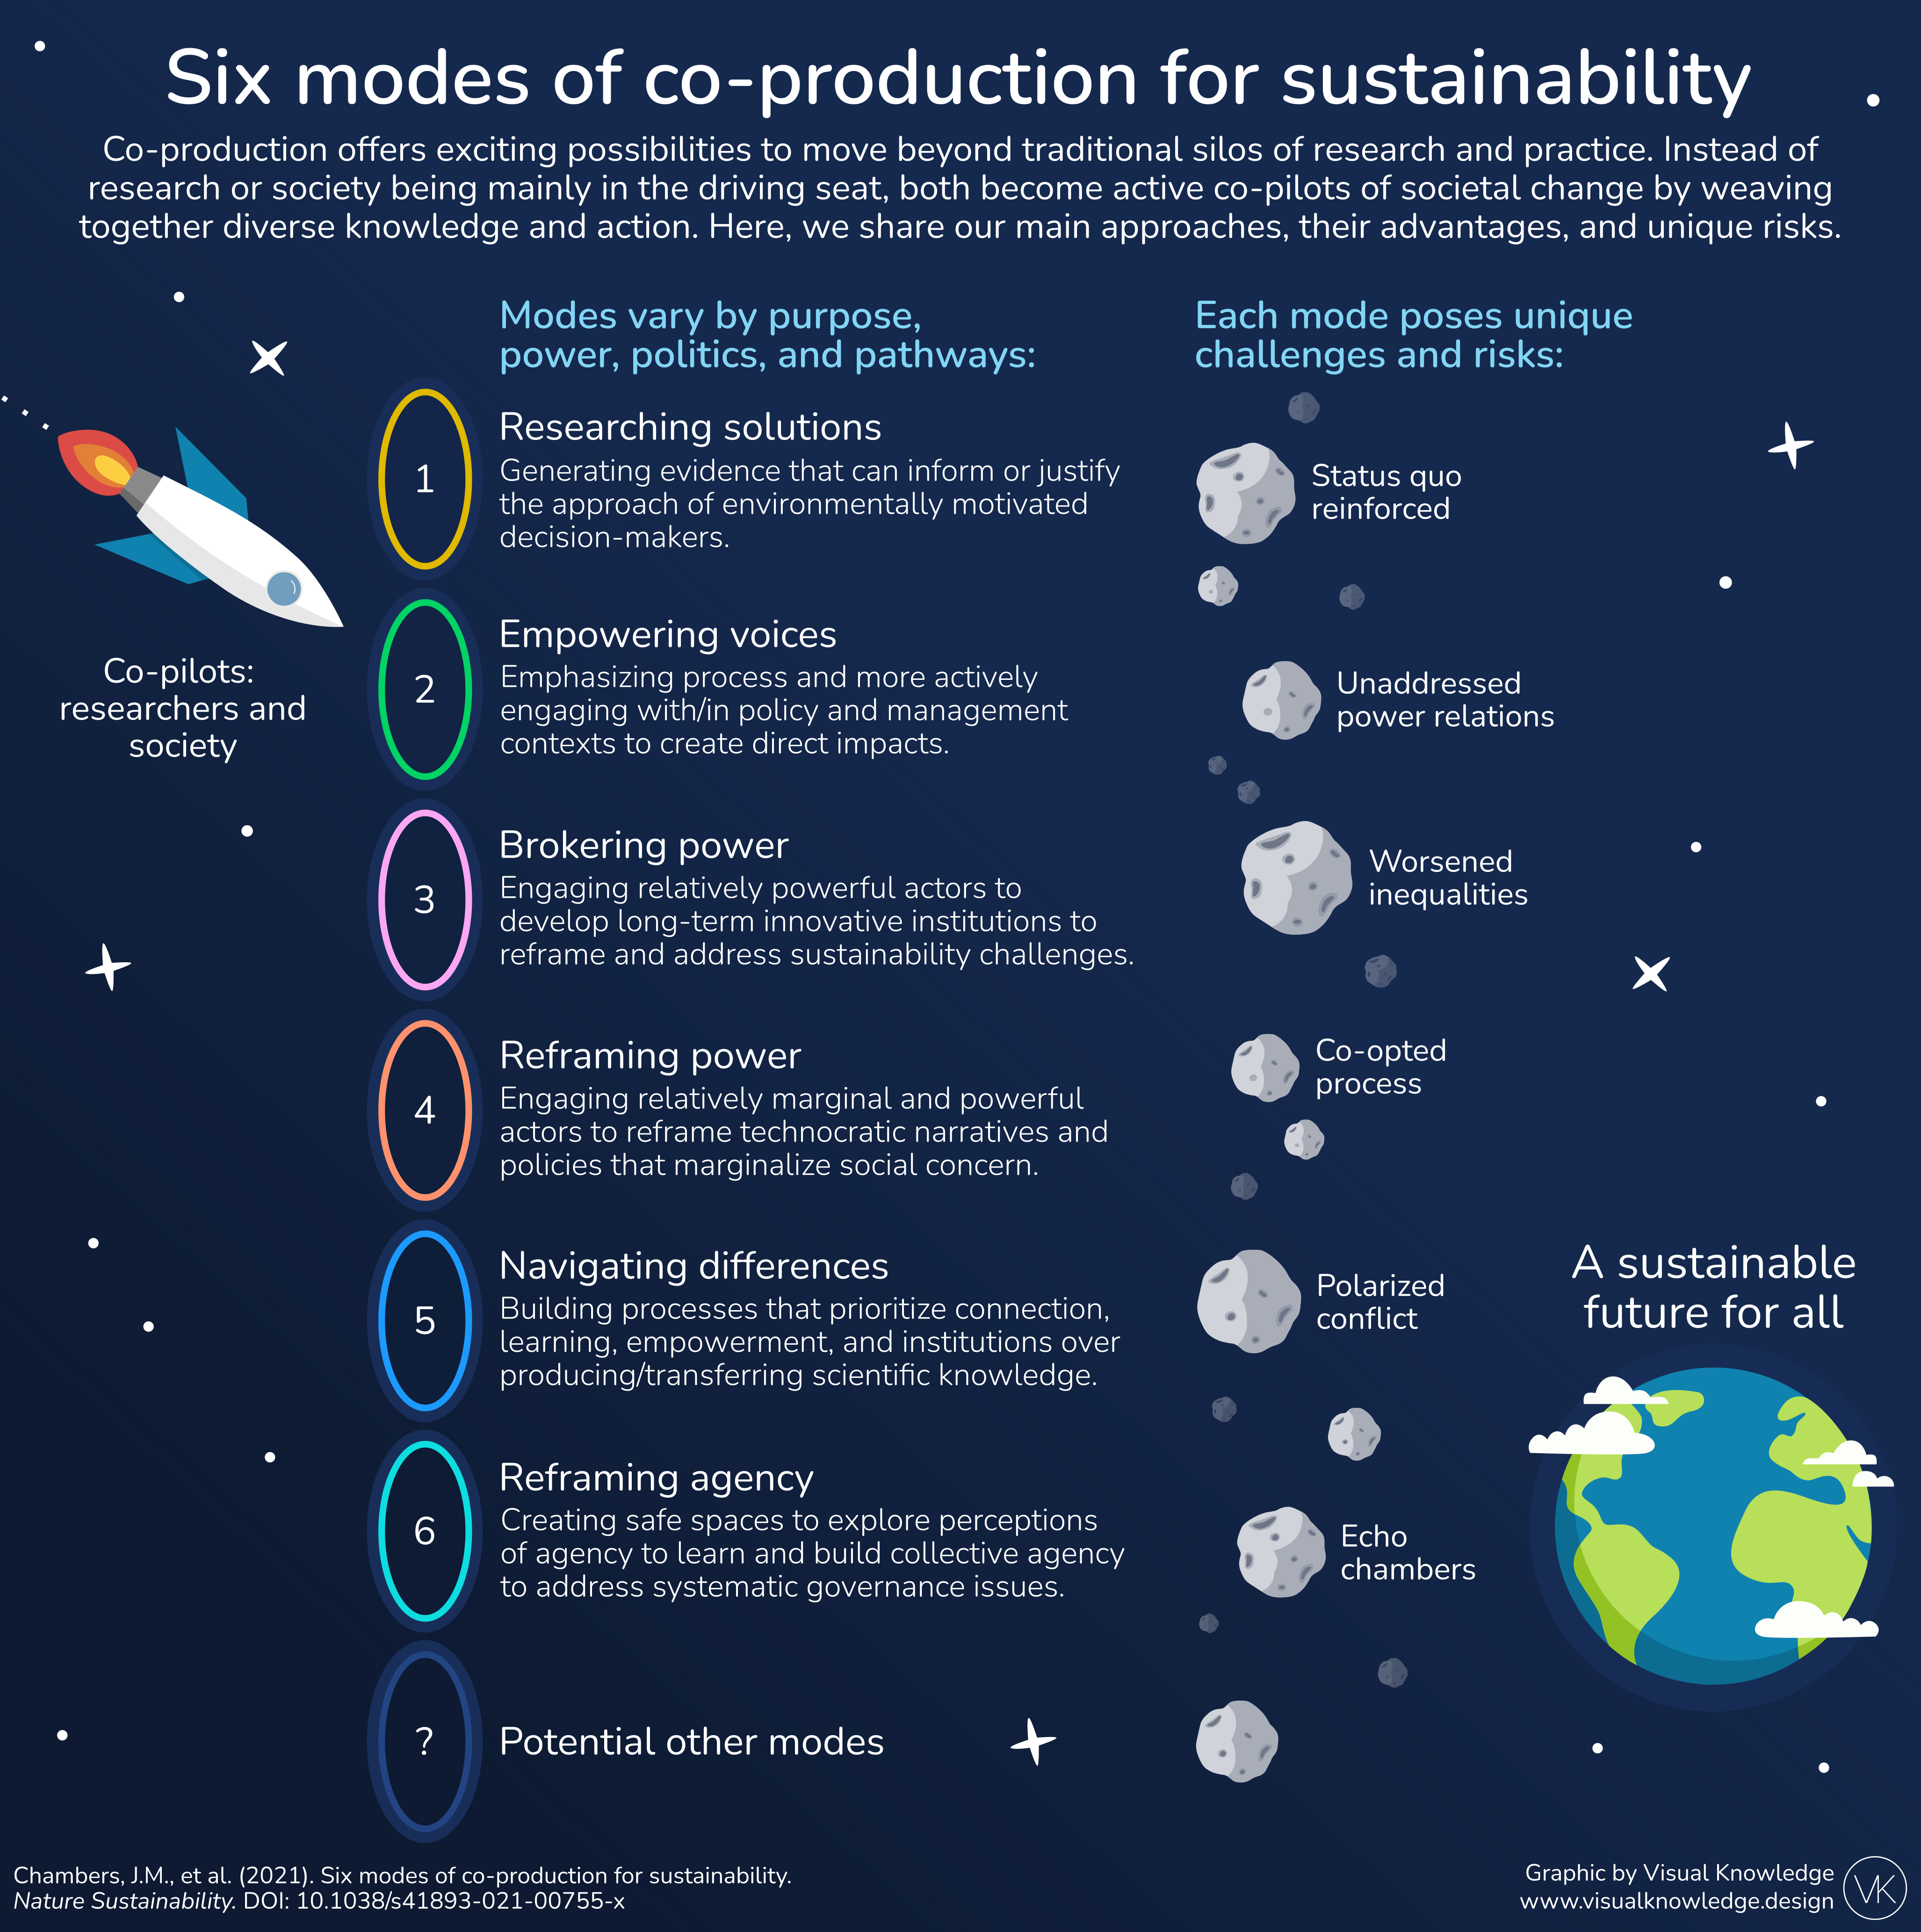 Six modes of co-production for sustainability
Co-production offers exciting possibilities to move beyond traditional silos of research and practice. Instead of
research or society being mainly in the driving seat, both become active co-pilots of societal change by weaving
together diverse knowledge and action. Here, we share our main approaches, their advantages, and unique risks.
Modes vary by purpose,
power, politics, and pathways:
Each mode poses unique
challenges and risks:
Co-pilots:
researchers and
society
1
Researching solutions
Generating evidence that can inform or justify
the approach of environmentally motivated
decision-makers.
Status quo
reinforced
2
Empowering voices
Emphasizing process and more actively
engaging with/in policy and management
contexts to create direct impacts.
Unaddressed
power relations
3
Brokering power
Engaging relatively powerful actors to
develop long-term innovative institutions to
reframe and address sustainability challenges.
Worsened
inequalities
4
Reframing power
Engaging relatively marginal and powerful
actors to reframe technocratic narratives and
policies that marginalize social concern.
Co-opted
process
5
Navigating differences
Building processes that prioritize connection,
learning, empowerment, and institutions over
producing/transferring scientific knowledge.
Polarized
conflict
6
Reframing agency
Creating safe spaces to explore perceptions
of agency to learn and build collective agency
to address systematic governance issues.
Echo
chambers
?
Potential other modes
A sustainable
future for all
Chambers, J.M., et al. (2021). Six modes of co-production for sustainability.
Nature Sustainability. DOI: 10.1038/s41893-021-00755-x
Graphic by Visual Knowledge
www.visualknowledge.design
VK